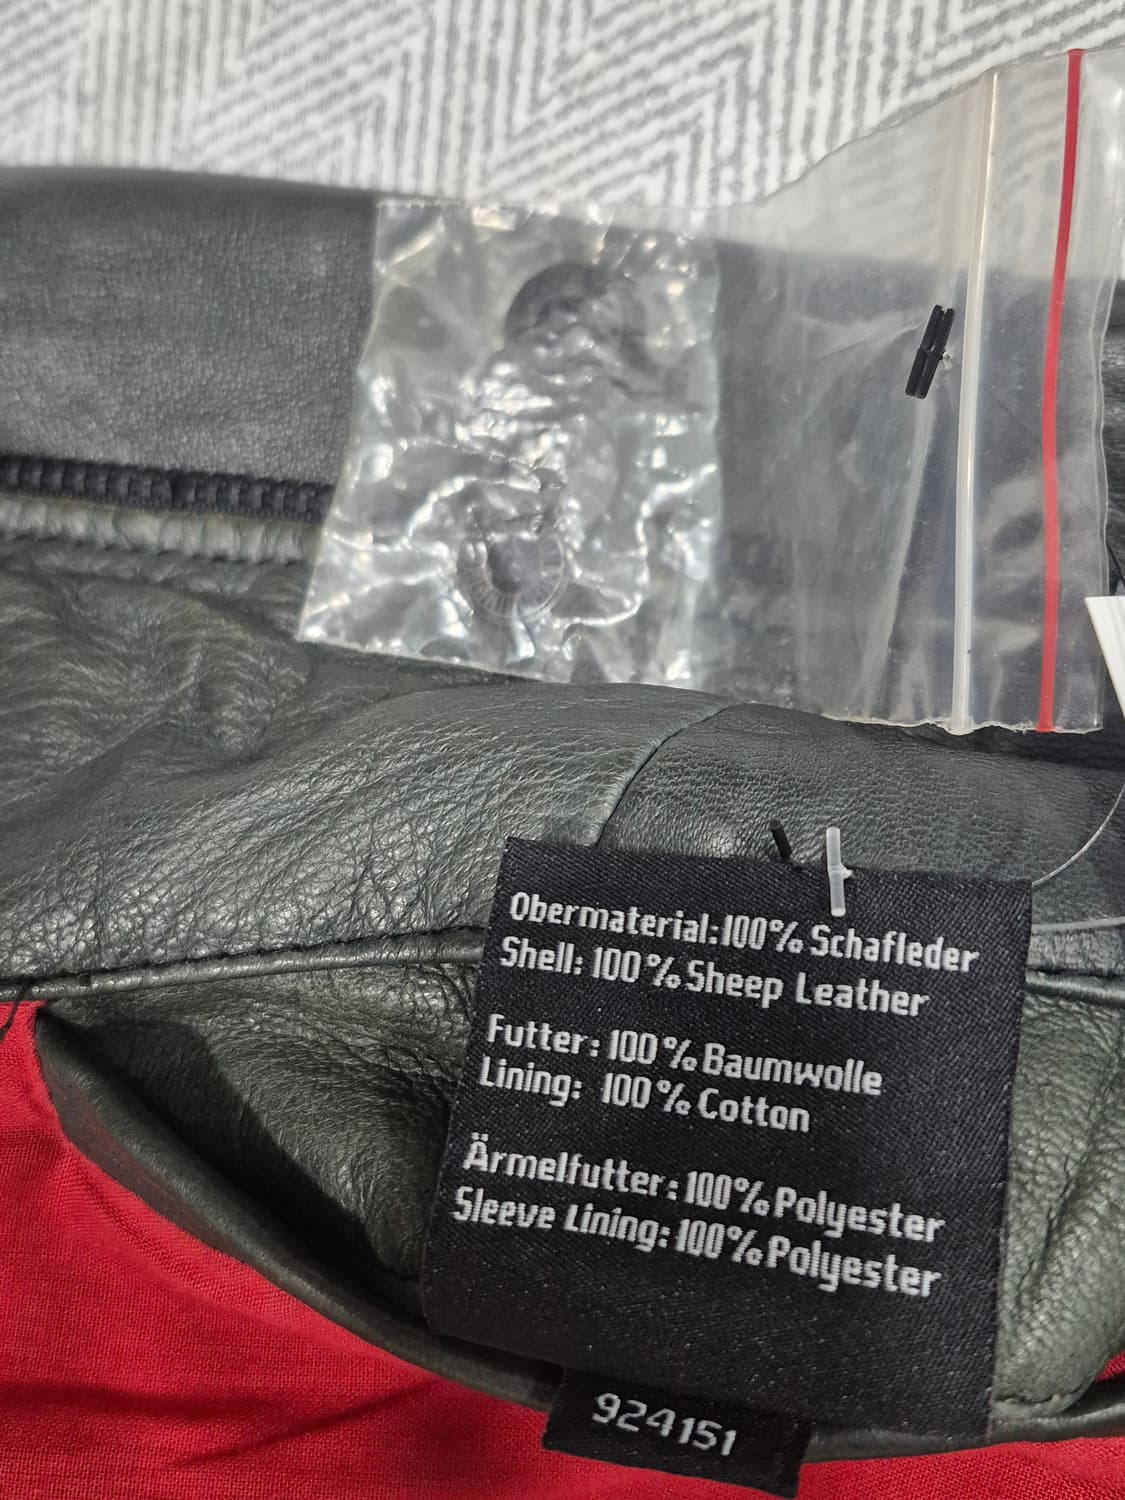 Obermaterial:100% Schafleder
Shell: 100% Sheep Leather
Futter: 100% Baumwolle
Lining: 100% Cotton
Ärmelfutter: 100% Polyester
Sleeve Lining: 100% Polyester
924151